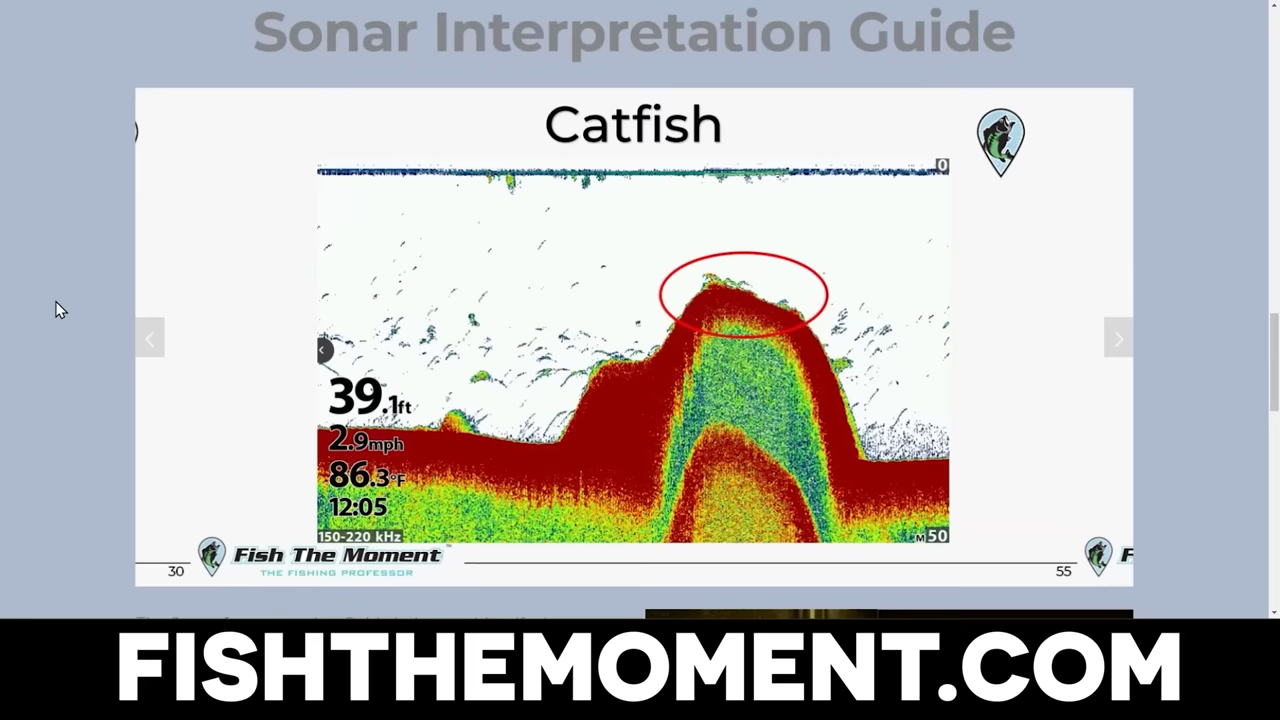 Sonar Interpretation Guide
Catfish
0
39.1ft
2.9mph
86.3°F
12:05
150-220 kHz
M 50
30
Fish The Moment
THE FISHING PROFESSOR
55
F
FISHTHEMOMENT.COM